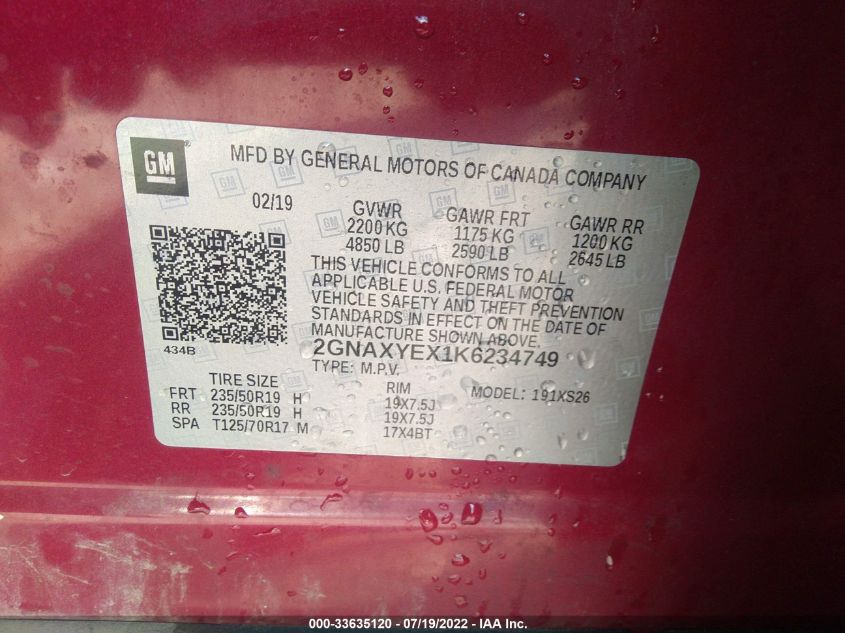 GM
MFD BY GENERAL MOTORS OF CANADA COMPANY
02/19
GVWR
2200 KG
4850 LB
GAWR FRT
1175 KG
2590 LB
GAWR RR
1200 KG
2645 LB
THIS VEHICLE CONFORMS TO ALL
APPLICABLE U.S. FEDERAL MOTOR
VEHICLE SAFETY AND THEFT PREVENTION
STANDARDS IN EFFECT ON THE DATE OF
MANUFACTURE SHOWN ABOVE.
434B
2GNAXYEX1K6234749
TYPE: M.P.V.
MODEL: 191XS26
TIRE SIZE RIM
FRT 235/50R19 H 19X7.5J
RR 235/50R19 H 19X7.5J
SPA T125/70R17 M 17X4BT
000-33635120 - 07/19/2022 - IAA Inc.